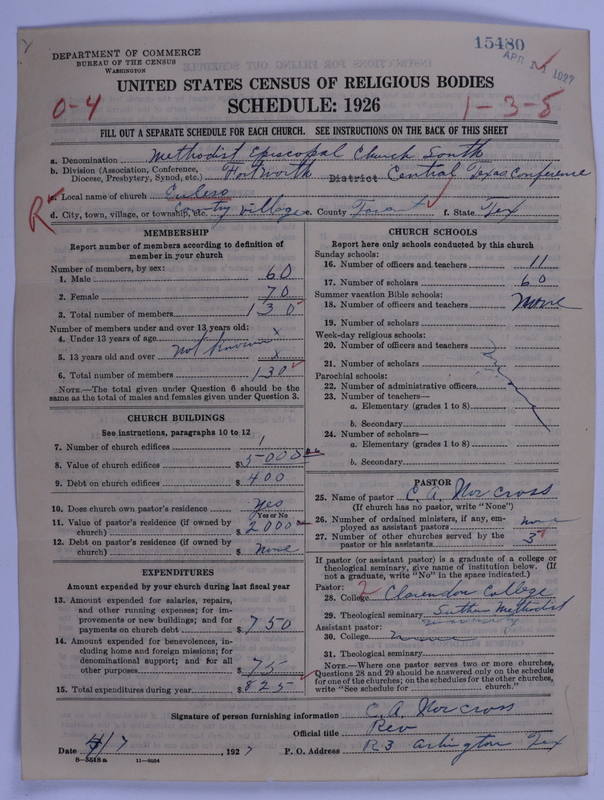 15480
APR 1927
DEPARTMENT OF COMMERCE
BUREAU OF THE CENSUS
WASHINGTON
UNITED STATES CENSUS OF RELIGIOUS BODIES
SCHEDULE: 1926
0-4
1-3-5
FILL OUT A SEPARATE SCHEDULE FOR EACH CHURCH. SEE INSTRUCTIONS ON THE BACK OF THIS SHEET
a. Denomination Methodist Episcopal Church South
b. Division (Association, Conference, Diocese, Presbytery, Synod, etc.) Fort worth District Central Texas Conference
R
c. Local name of church Euless
d. City, town, village, or township, etc. Country Village e. County Tarant f. State Tex
MEMBERSHIP
Report number of members according to definition of member in your church
Number of members, by sex:
1. Male 60
2. Female 70
3. Total number of members 130
Number of members under and over 13 years old:
4. Under 13 years of age x
not known
5. 13 years old and over x
6. Total number of members 130
NOTE.—The total given under Question 6 should be the same as the total of males and females given under Question 3.
CHURCH BUILDINGS
See instructions, paragraphs 10 to 12
7. Number of church edifices 1
8. Value of church edifices $ 5000
9. Debt on church edifices $ 400
10. Does church own pastor's residence Yes
Yes or No
11. Value of pastor's residence (if owned by church) $ 2000
12. Debt on pastor's residence (if owned by church) $ none
EXPENDITURES
Amount expended by your church during last fiscal year
13. Amount expended for salaries, repairs, and other running expenses; for improvements or new buildings; and for payments on church debt $ 750
14. Amount expended for benevolences, including home and foreign missions; for denominational support; and for all other purposes $ 75
15. Total expenditures during year $ 825
CHURCH SCHOOLS
Report here only schools conducted by this church
Sunday schools:
16. Number of officers and teachers 11
17. Number of scholars 60
Summer vacation Bible schools:
18. Number of officers and teachers None
19. Number of scholars
Week-day religious schools:
20. Number of officers and teachers
21. Number of scholars
Parochial schools:
22. Number of administrative officers
23. Number of teachers—
a. Elementary (grades 1 to 8)
b. Secondary
24. Number of scholars—
a. Elementary (grades 1 to 8)
b. Secondary
PASTOR
25. Name of pastor C. A. Norcross
(If church has no pastor, write "None")
26. Number of ordained ministers, if any, employed as assistant pastors none
27. Number of other churches served by the pastor or his assistants 3
If pastor (or assistant pastor) is a graduate of a college or theological seminary, give name of institution below. (If not a graduate, write "No" in the space indicated.)
Pastor:
28. College Clarendon College
29. Theological seminary Suthern Methodist
Assistant pastor:
30. College none
31. Theological seminary
NOTE.—Where one pastor serves two or more churches, Questions 28 and 29 should be answered only on the schedule for one of the churches; on the schedules for the other churches, write "See schedule for church."
Signature of person furnishing information C. A. Norcross
Official title Rev
Date 4/7, 1927 P. O. Address R-3 Arlington Tex
8—5518a 11—9034